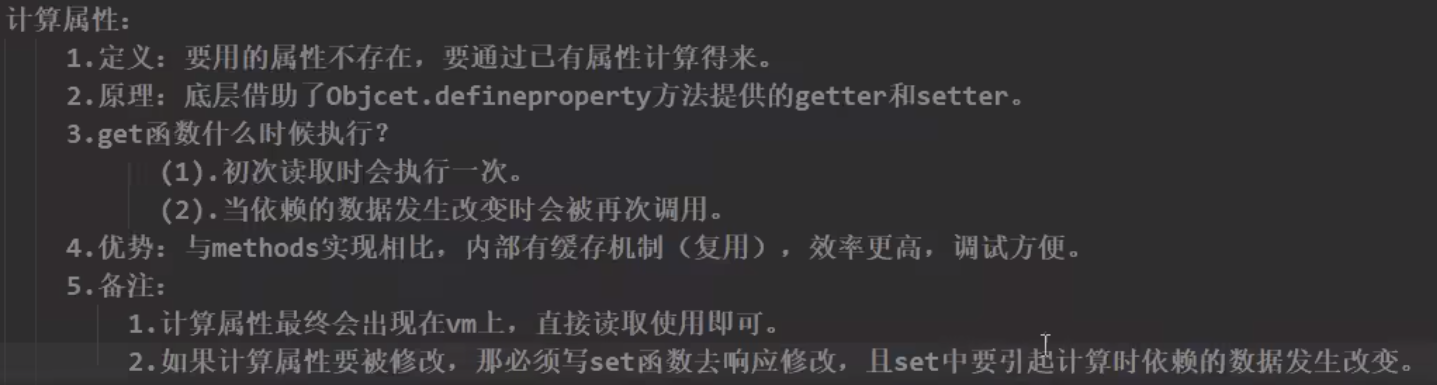 计算属性：
1.定义：要用的属性不存在，要通过已有属性计算得来。
2.原理：底层借助了Objcet.defineproperty方法提供的getter和setter。
3.get函数什么时候执行？
(1).初次读取时会执行一次。
(2).当依赖的数据发生改变时会被再次调用。
4.优势：与methods实现相比，内部有缓存机制（复用），效率更高，调试方便。
5.备注：
1.计算属性最终会出现在vm上，直接读取使用即可。
2.如果计算属性要被修改，那必须写set函数去响应修改，且set中要引起计算时依赖的数据发生改变。